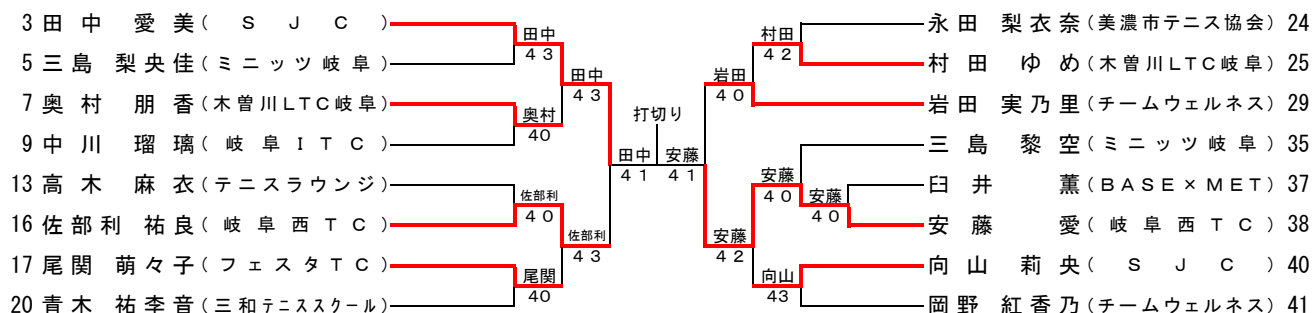 3 田中 愛美(SJC)
5 三島 梨央佳(ミニッツ岐阜)
7 奥村 朋香(木曽川LTC岐阜)
9 中川 瑠璃(岐阜ITC)
13 高木 麻衣(テニスラウンジ)
16 佐部利 祐良(岐阜西TC)
17 尾関 萌々子(フェスタTC)
20 青木 祐李音(三和テニススクール)
田中
43
奥村
40
佐部利
40
尾関
40
田中
43
佐部利
43
田中
41
打切り
安藤
41
岩田
40
安藤
42
村田
42
安藤
40
安藤
40
向山
43
永田 梨衣奈(美濃市テニス協会) 24
村田 ゆめ(木曽川LTC岐阜) 25
岩田 実乃里(チームウェルネス) 29
三島 黎空(ミニッツ岐阜) 35
臼井 薫(BASE×MET) 37
安藤 愛(岐阜西TC) 38
向山 莉央(SJC) 40
岡野 紅香乃(チームウェルネス) 41